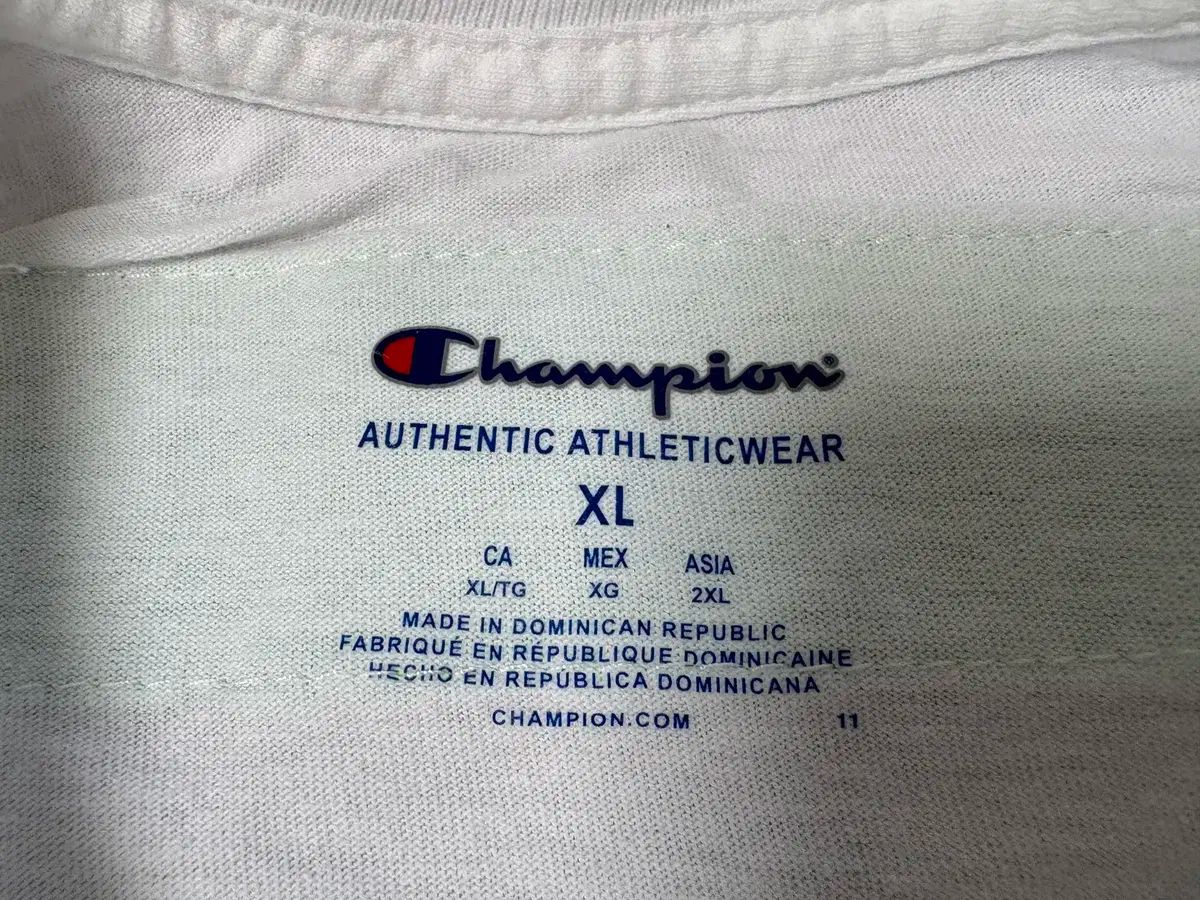 Champion
AUTHENTIC ATHLETICWEAR
XL
CA MEX ASIA
XL/TG XG 2XL
MADE IN DOMINICAN REPUBLIC
FABRIQUÉ EN RÉPUBLIQUE DOMINICAINE
HECHO EN REPÚBLICA DOMINICANA
CHAMPION.COM 11